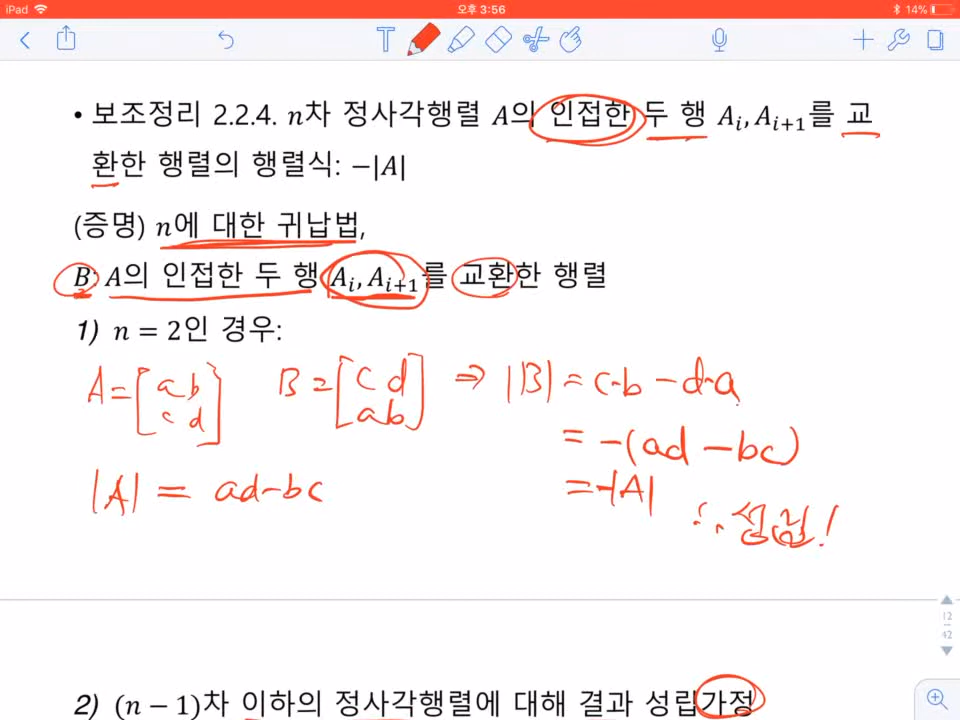 iPad 오후 3:56 14%
• 보조정리 2.2.4. n차 정사각행렬 A의 인접한 두 행 Aᵢ, Aᵢ₊₁를 교
환한 행렬의 행렬식: −|A|
(증명) n에 대한 귀납법,
B: A의 인접한 두 행 Aᵢ, Aᵢ₊₁를 교환한 행렬
1) n = 2인 경우:
A = [a b B = [c d ⇒ |B| = c·b − d·a
c d] a b]
= −(ad − bc)
|A| = ad − bc = −|A|
∴ 성립!
12
42
2) (n − 1)차 이하의 정사각행렬에 대해 결과 성립가정